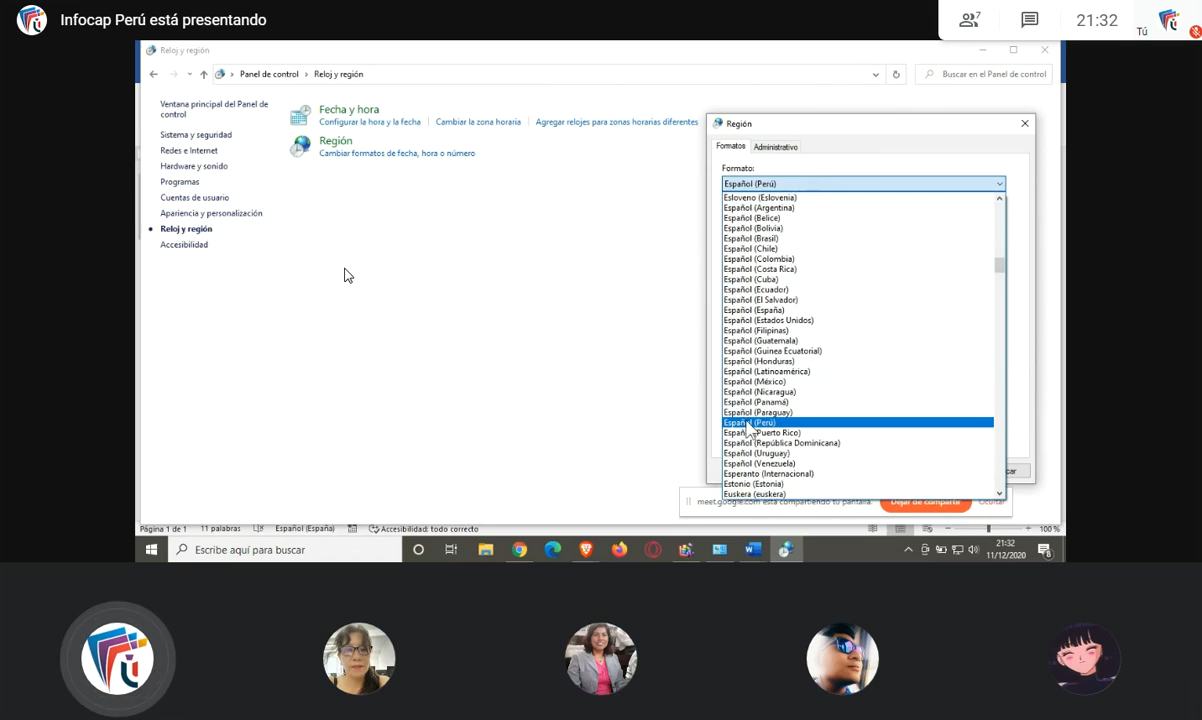 Infocap Perú está presentando
7
21:32
Tú
Reloj y región
Panel de control > Reloj y región
Buscar en el Panel de control
Ventana principal del Panel de control
Sistema y seguridad
Redes e Internet
Hardware y sonido
Programas
Cuentas de usuario
Apariencia y personalización
Reloj y región
Accesibilidad
Fecha y hora
Configurar la hora y la fecha
Cambiar la zona horaria
Agregar relojes para zonas horarias diferentes
Región
Cambiar formatos de fecha, hora o número
Región
Formatos
Administrativo
Formato:
Español (Perú)
Esloveno (Eslovenia)
Español (Argentina)
Español (Belice)
Español (Bolivia)
Español (Brasil)
Español (Chile)
Español (Colombia)
Español (Costa Rica)
Español (Cuba)
Español (Ecuador)
Español (El Salvador)
Español (España)
Español (Estados Unidos)
Español (Filipinas)
Español (Guatemala)
Español (Guinea Ecuatorial)
Español (Honduras)
Español (Latinoamérica)
Español (México)
Español (Nicaragua)
Español (Panamá)
Español (Paraguay)
Español (Perú)
Español (Puerto Rico)
Español (República Dominicana)
Español (Uruguay)
Español (Venezuela)
Esperanto (Internacional)
Estonio (Estonia)
Euskera (euskera)
car
meet.google.com está compartiendo tu pantalla.
Dejar de compartir
Ocultar
Página 1 de 1
11 palabras
Español (España)
Accesibilidad: todo correcto
100 %
Escribe aquí para buscar
21:32
11/12/2020
8